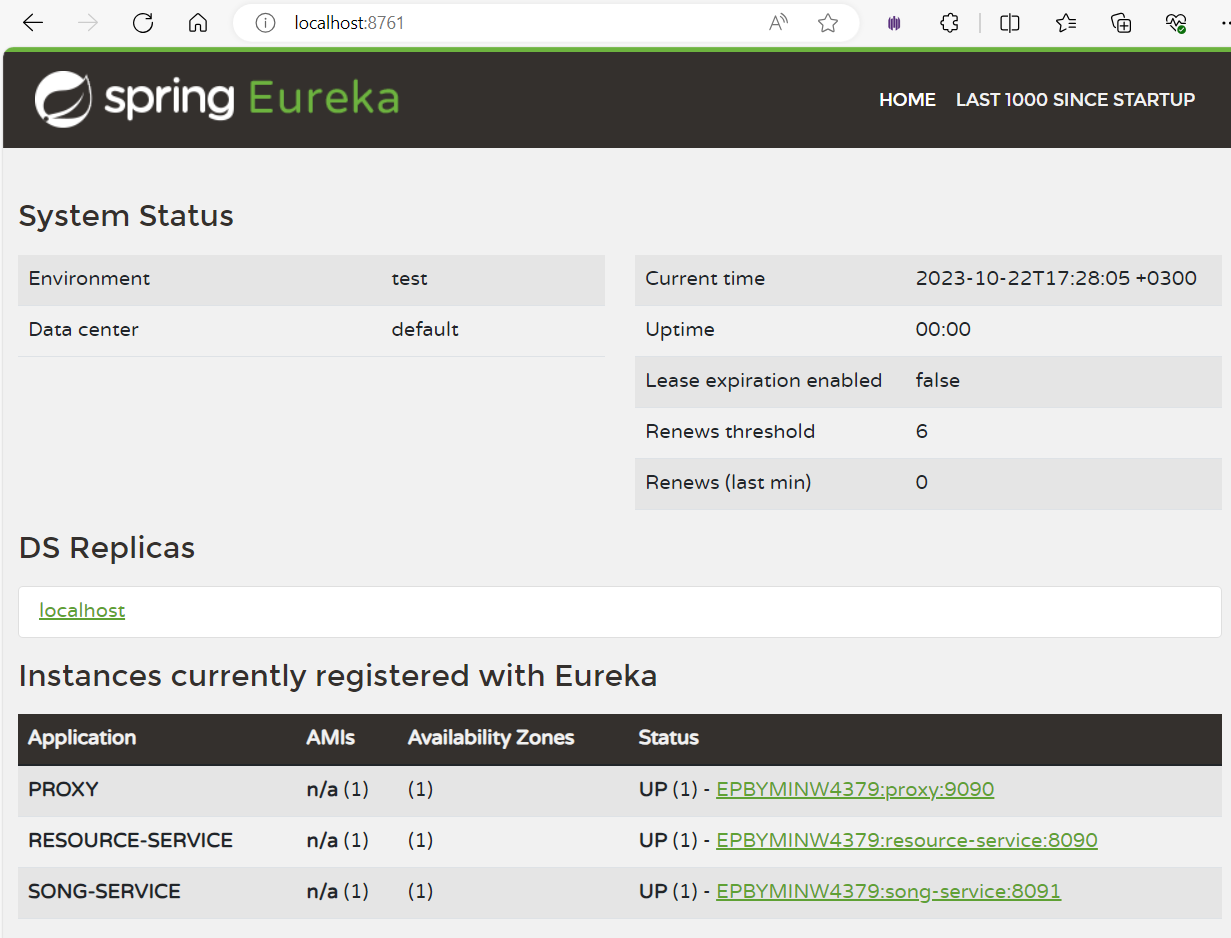 localhost:8761
spring Eureka
HOME LAST 1000 SINCE STARTUP
System Status
Environment test
Data center default
Current time 2023-10-22T17:28:05 +0300
Uptime 00:00
Lease expiration enabled false
Renews threshold 6
Renews (last min) 0
DS Replicas
localhost
Instances currently registered with Eureka
Application AMIs Availability Zones Status
PROXY n/a (1) (1) UP (1) - EPBYMINW4379:proxy:9090
RESOURCE-SERVICE n/a (1) (1) UP (1) - EPBYMINW4379:resource-service:8090
SONG-SERVICE n/a (1) (1) UP (1) - EPBYMINW4379:song-service:8091